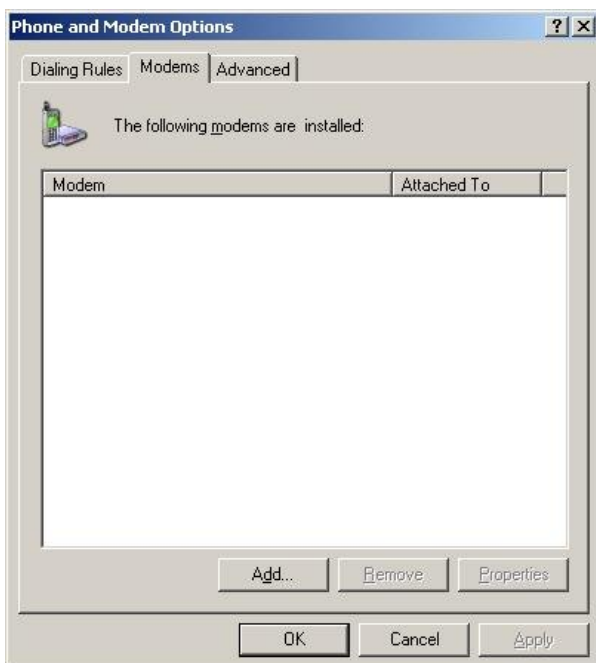 Phone and Modem Options
? X
Dialing Rules Modems Advanced
The following modems are installed:
Modem Attached To
Add... Remove Properties
OK Cancel Apply